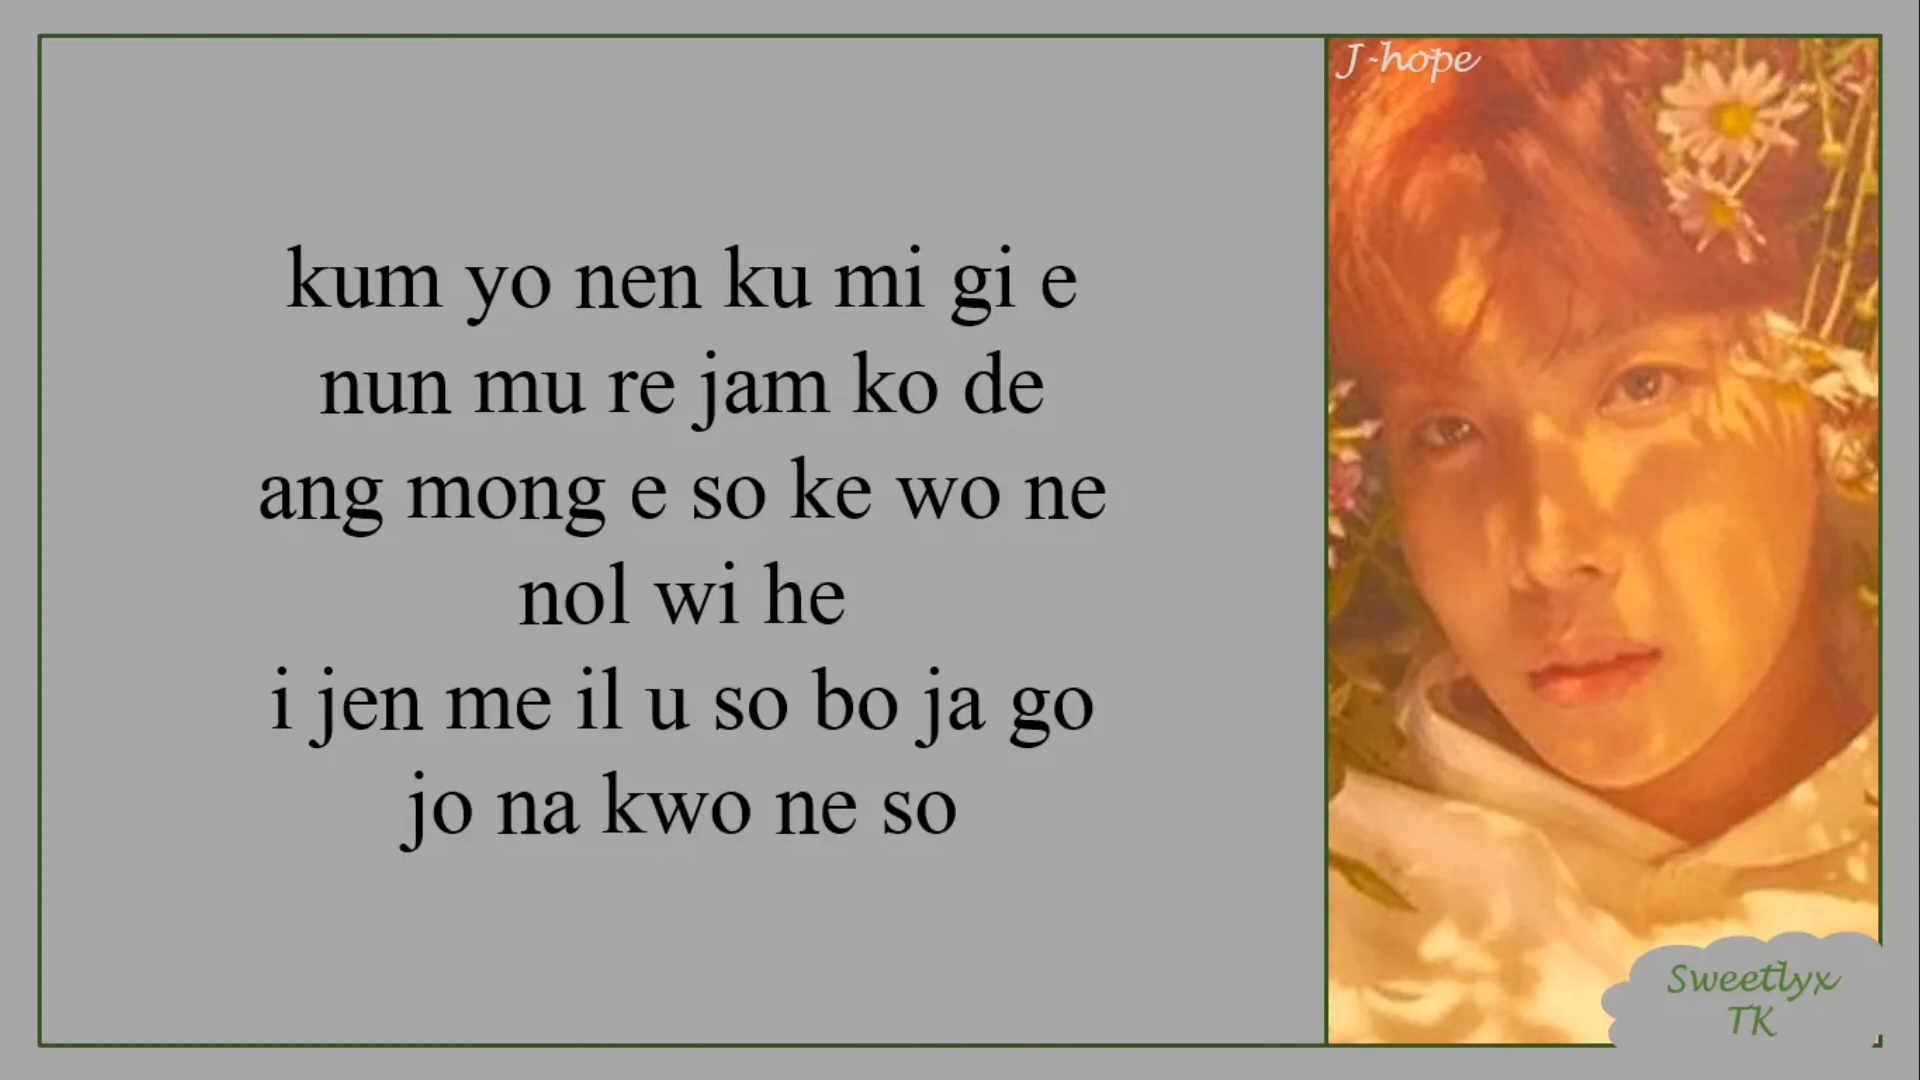 J-hope
kum yo nen ku mi gi e
nun mu re jam ko de
ang mong e so ke wo ne
nol wi he
i jen me il u so bo ja go
jo na kwo ne so
Sweetlyx
TK